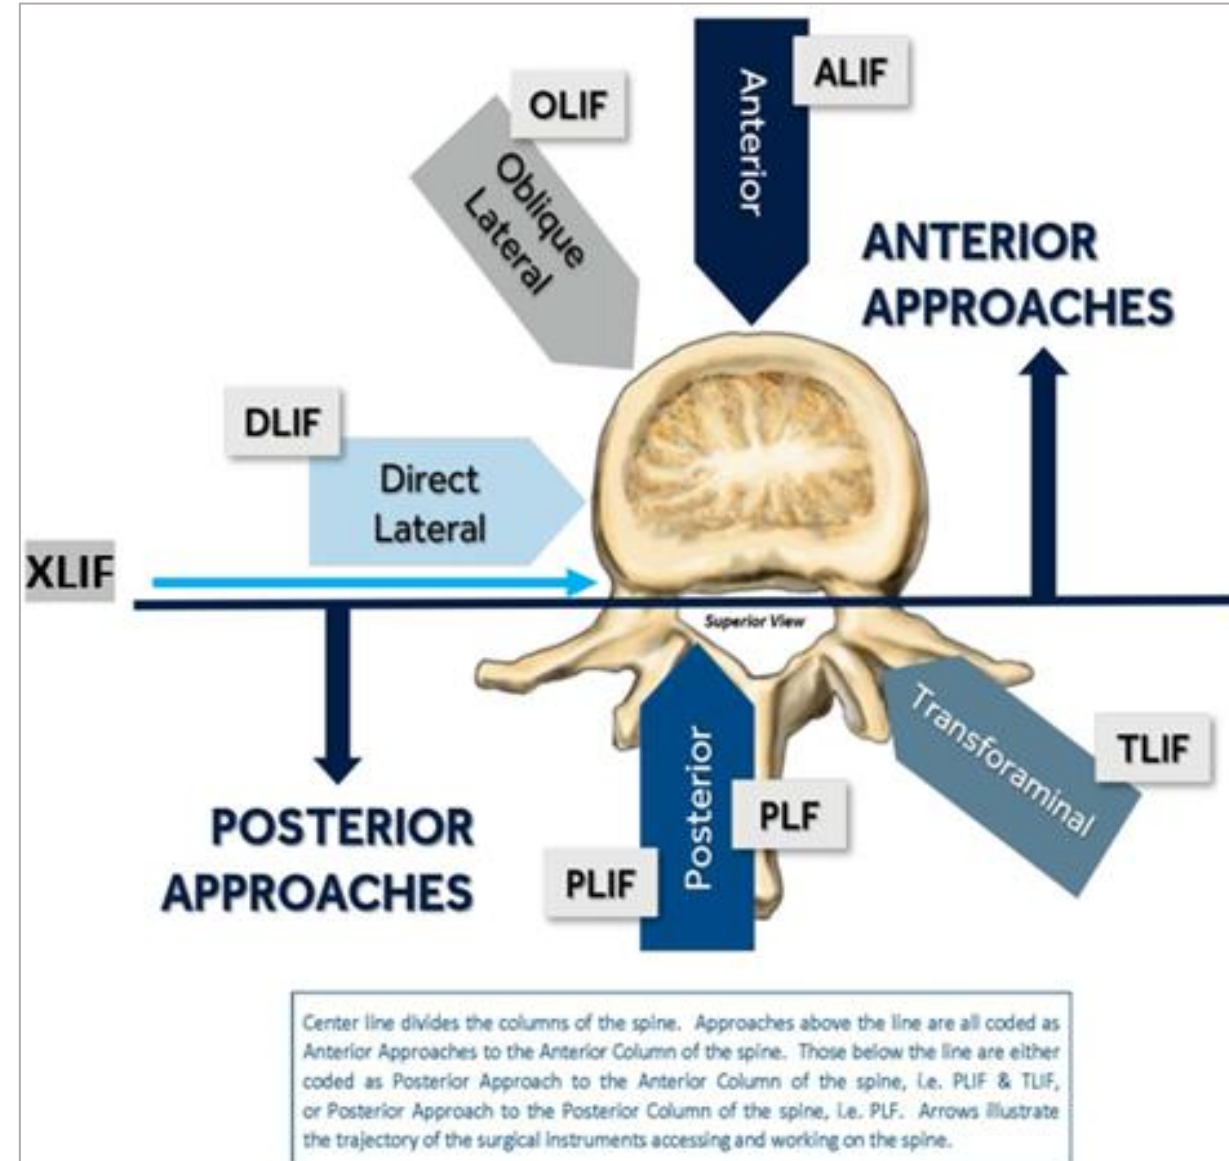 ALIF
Anterior
OLIF
Oblique
Lateral
ANTERIOR
APPROACHES
DLIF
Direct
Lateral
XLIF
Superior View
Transforaminal
TLIF
Posterior
PLF
PLIF
POSTERIOR
APPROACHES
Center line divides the columns of the spine. Approaches above the line are all coded as
Anterior Approaches to the Anterior Column of the spine. Those below the line are either
coded as Posterior Approach to the Anterior Column of the spine, i.e. PLIF & TLIF,
or Posterior Approach to the Posterior Column of the spine, i.e. PLF. Arrows illustrate
the trajectory of the surgical instruments accessing and working on the spine.